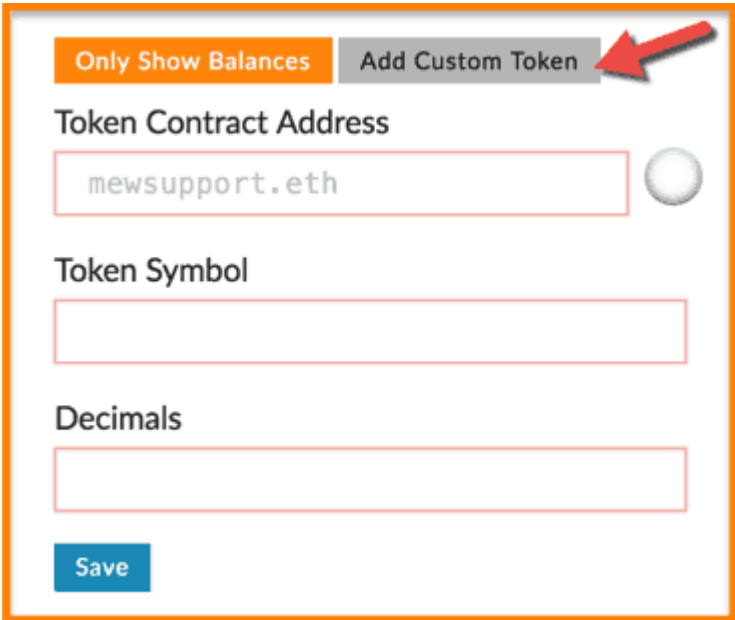 Only Show Balances Add Custom Token
Token Contract Address
mewsupport.eth
Token Symbol
Decimals
Save